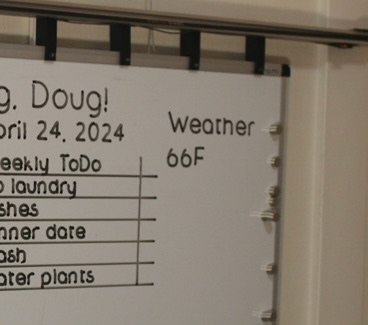 g, Doug!
pril 24, 2024
Weather
66F
eekly ToDo
o laundry
shes
nner date
ash
ater plants